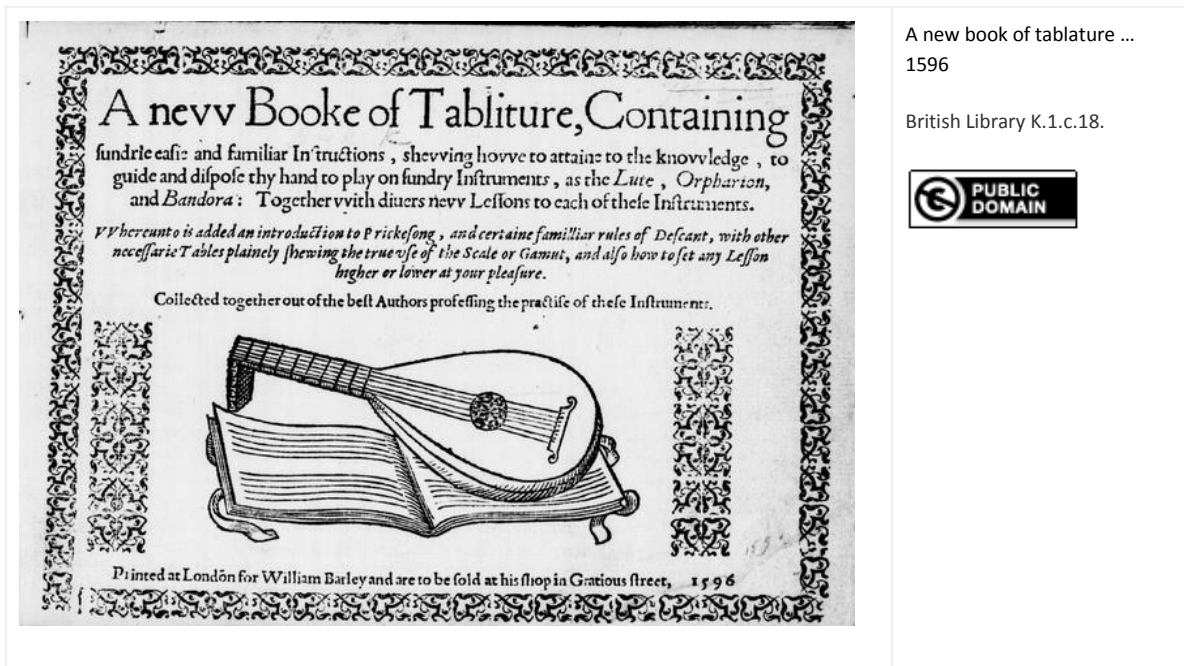 A nevv Booke of Tabliture, Containing
sundrie easie and familiar Instructions , shevving hovve to attaine to the knovvledge , to
guide and dispose thy hand to play on sundry Instruments , as the Lute , Orpharion,
and Bandora : Together vvith diuers nevv Lessons to each of these Instruments.
VVhereunto is added an introduction to Prickesong , and certaine familliar rules of Descant, with other
necessarie Tables plainely shewing the true vse of the Scale or Gamut, and also how to set any Lesson
higher or lower at your pleasure.
Collected together out of the best Authors professing the practise of these Instruments.
Printed at Londōn for William Barley and are to be sold at his shop in Gratious street, 1596
A new book of tablature ...
1596
British Library K.1.c.18.
PUBLIC
DOMAIN